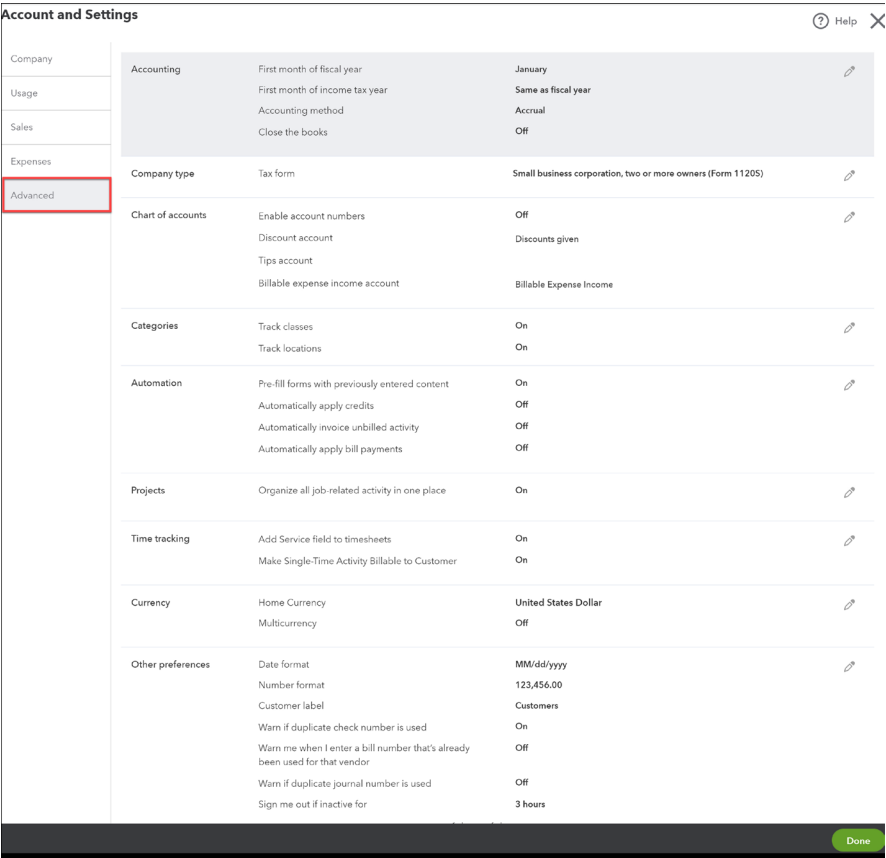 Account and Settings
Help
Company
Usage
Sales
Expenses
Advanced
Accounting
First month of fiscal year January
First month of income tax year Same as fiscal year
Accounting method Accrual
Close the books Off
Company type
Tax form Small business corporation, two or more owners (Form 1120S)
Chart of accounts
Enable account numbers Off
Discount account Discounts given
Tips account
Billable expense income account Billable Expense Income
Categories
Track classes On
Track locations On
Automation
Pre-fill forms with previously entered content On
Automatically apply credits Off
Automatically invoice unbilled activity Off
Automatically apply bill payments Off
Projects
Organize all job-related activity in one place On
Time tracking
Add Service field to timesheets On
Make Single-Time Activity Billable to Customer On
Currency
Home Currency United States Dollar
Multicurrency Off
Other preferences
Date format MM/dd/yyyy
Number format 123,456.00
Customer label Customers
Warn if duplicate check number is used On
Warn me when I enter a bill number that's already Off
been used for that vendor
Warn if duplicate journal number is used Off
Sign me out if inactive for 3 hours
Done